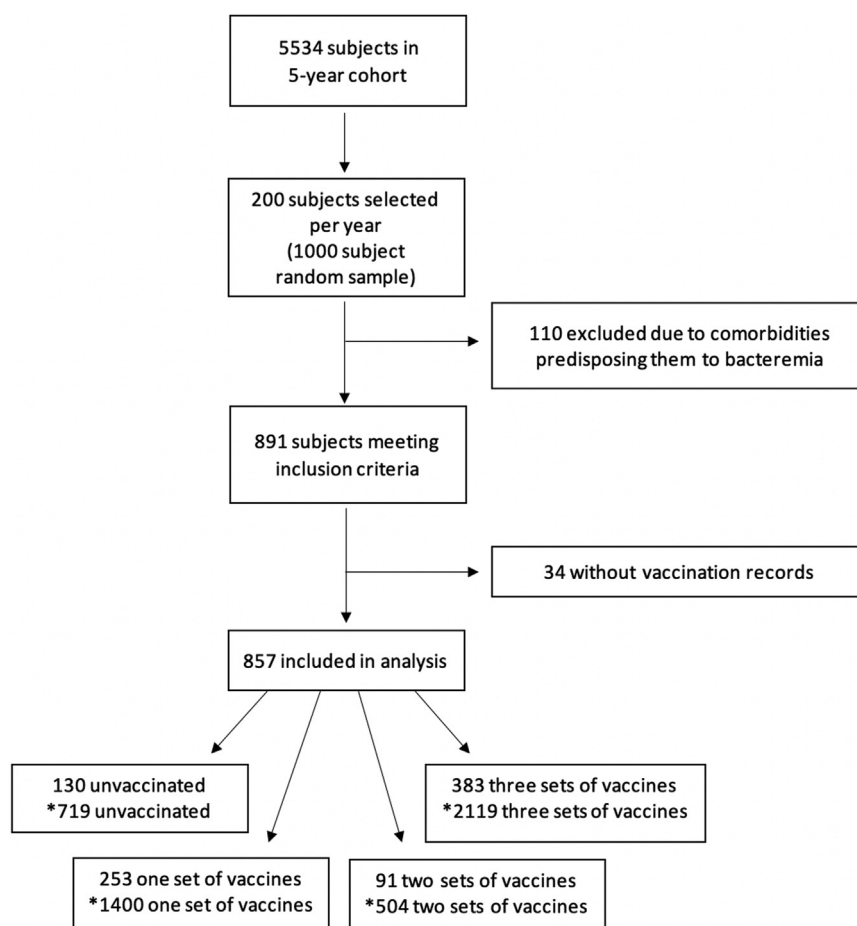 5534 subjects in
5-year cohort
200 subjects selected
per year
(1000 subject
random sample)
110 excluded due to comorbidities
predisposing them to bacteremia
891 subjects meeting
inclusion criteria
34 without vaccination records
857 included in analysis
130 unvaccinated
*719 unvaccinated
383 three sets of vaccines
*2119 three sets of vaccines
253 one set of vaccines
*1400 one set of vaccines
91 two sets of vaccines
*504 two sets of vaccines